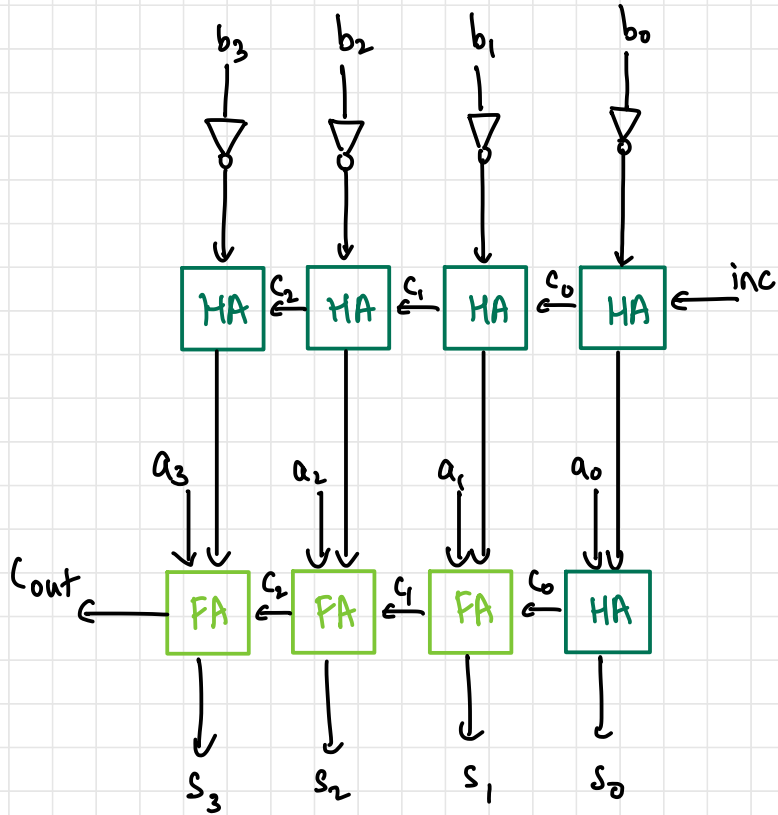 b₃ b₂ b₁ b₀
HA c₂ HA c₁ HA c₀ HA inc
a₃ a₂ a₁ a₀
Cout FA c₂ FA c₁ FA c₀ HA
s₃ s₂ s₁ s₀